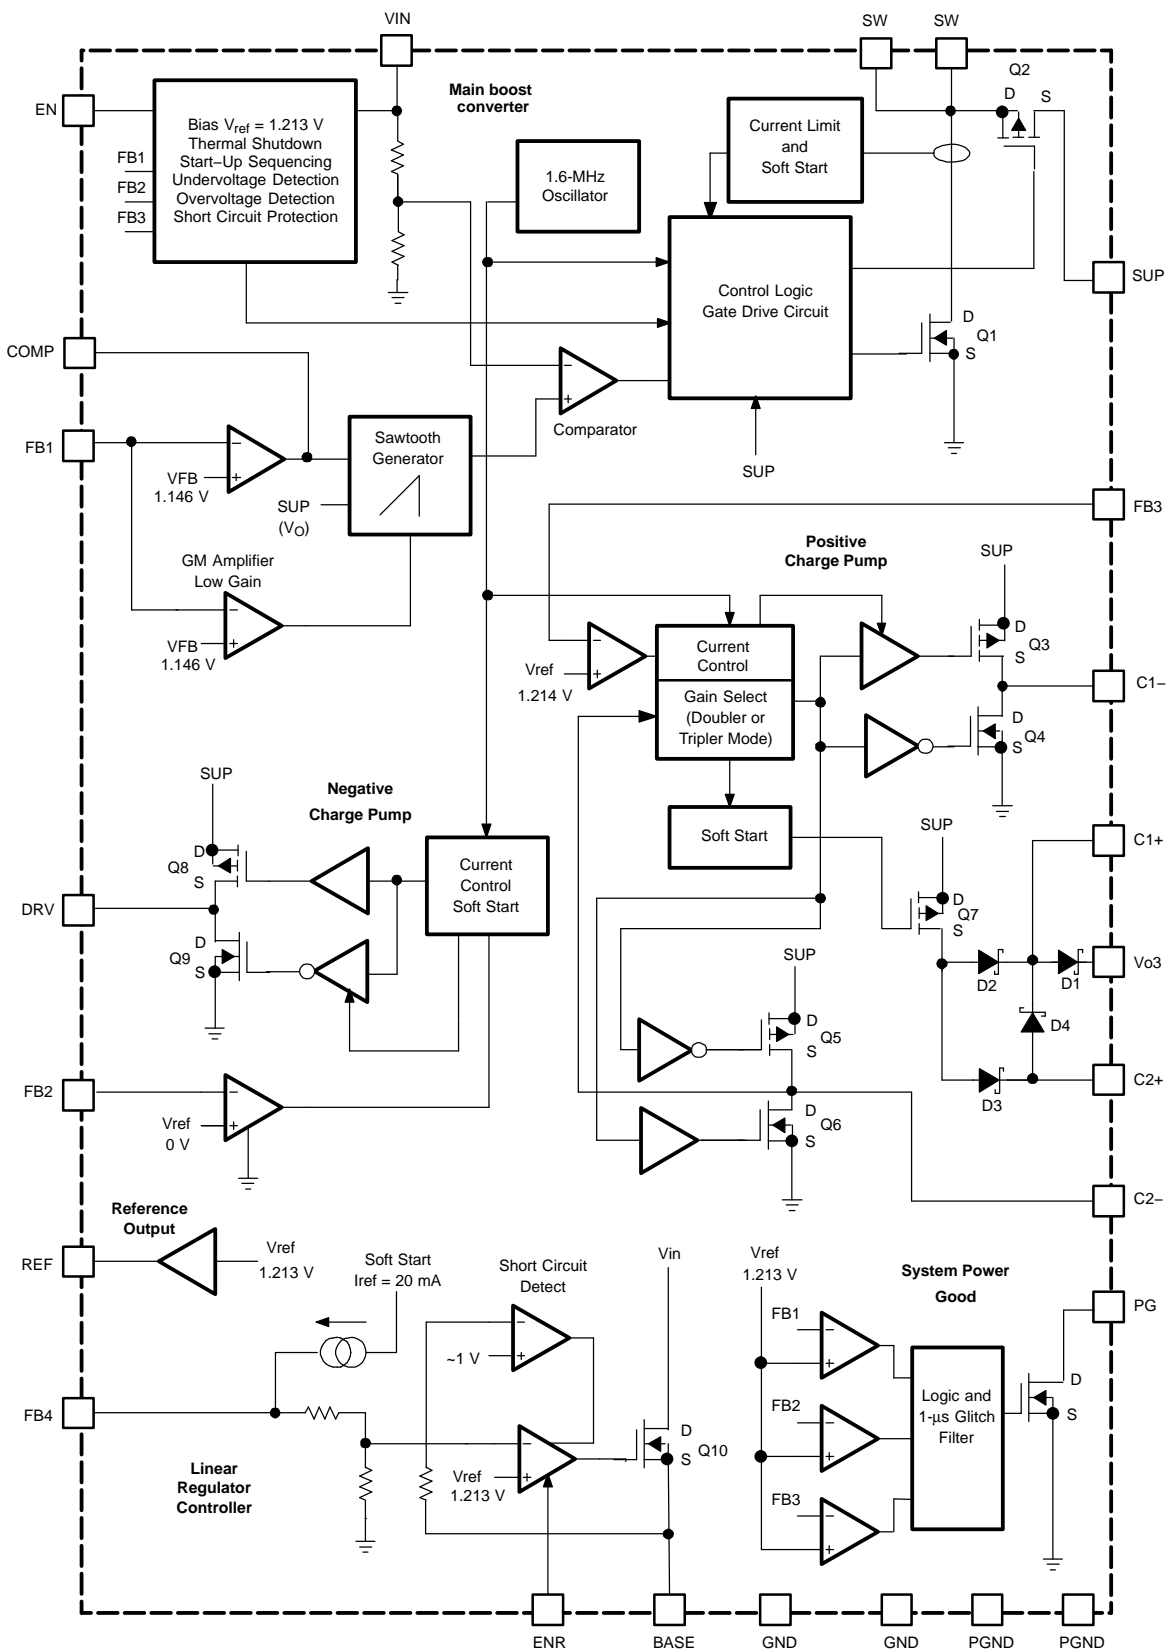 VIN
SW
SW
Q2
D
S
EN
Main boost
converter
Bias Vref = 1.213 V
Thermal Shutdown
Start–Up Sequencing
Undervoltage Detection
Overvoltage Detection
Short Circuit Protection
FB1
FB2
FB3
1.6-MHz
Oscillator
Current Limit
and
Soft Start
SUP
Control Logic
Gate Drive Circuit
D
Q1
S
COMP
Comparator
SUP
FB1
VFB
1.146 V
Sawtooth
Generator
SUP
(VO)
FB3
GM Amplifier
Low Gain
VFB
1.146 V
Positive
Charge Pump
SUP
D
Q3
S
Vref
1.214 V
Current
Control
Gain Select
(Doubler or
Tripler Mode)
C1–
D
Q4
S
Soft Start
SUP
Negative
Charge Pump
SUP
C1+
D
Q8
S
Current
Control
Soft Start
D
Q7
S
DRV
D
Q9
S
SUP
D2
D1
Vo3
D4
D
Q5
S
D3
C2+
FB2
Vref
0 V
D
Q6
S
C2–
Reference
Output
REF
Vref
1.213 V
Soft Start
Iref = 20 mA
Short Circuit
Detect
Vin
Vref
1.213 V
System Power
Good
PG
~1 V
FB1
FB2
FB3
Logic and
1-μs Glitch
Filter
D
S
FB4
Linear
Regulator
Controller
Vref
1.213 V
D
Q10
S
ENR
BASE
GND
GND
PGND
PGND